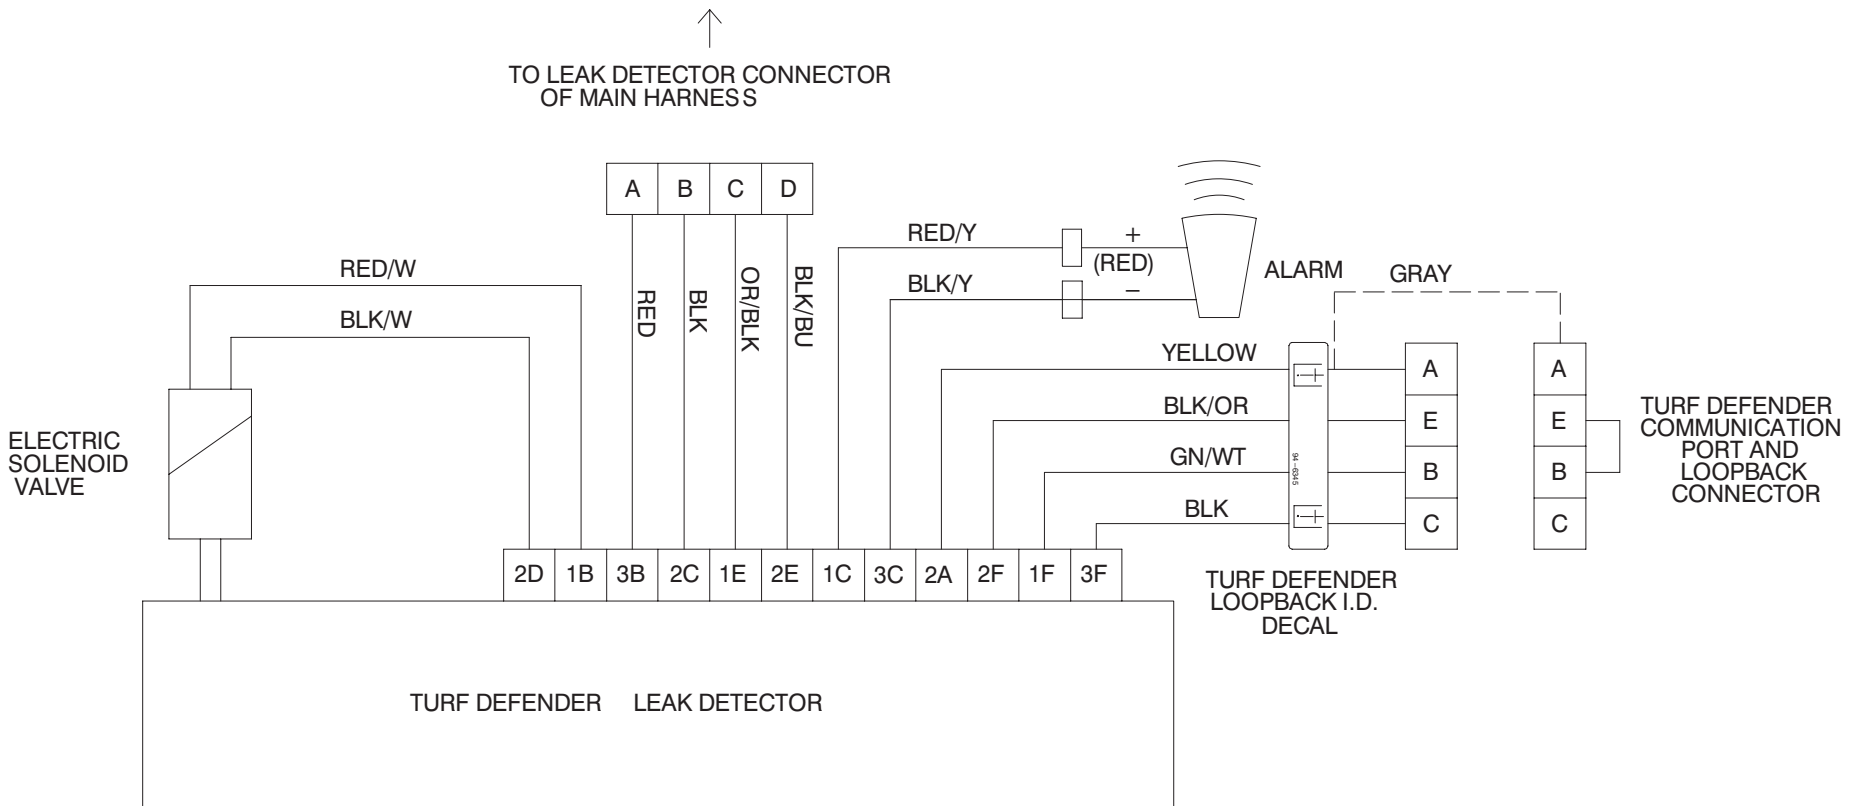 TO LEAK DETECTOR CONNECTOR
OF MAIN HARNESS
A B C D
RED/Y
+
(RED)
BLK/Y
–
ALARM
GRAY
RED/W
BLK/W
RED
BLK
OR/BLK
BLK/BU
YELLOW
BLK/OR
GN/WT
BLK
94-6345
A
E
B
C
A
E
B
C
TURF DEFENDER
COMMUNICATION
PORT AND
LOOPBACK
CONNECTOR
ELECTRIC
SOLENOID
VALVE
2D 1B 3B 2C 1E 2E 1C 3C 2A 2F 1F 3F
TURF DEFENDER
LOOPBACK I.D.
DECAL
TURF DEFENDER LEAK DETECTOR